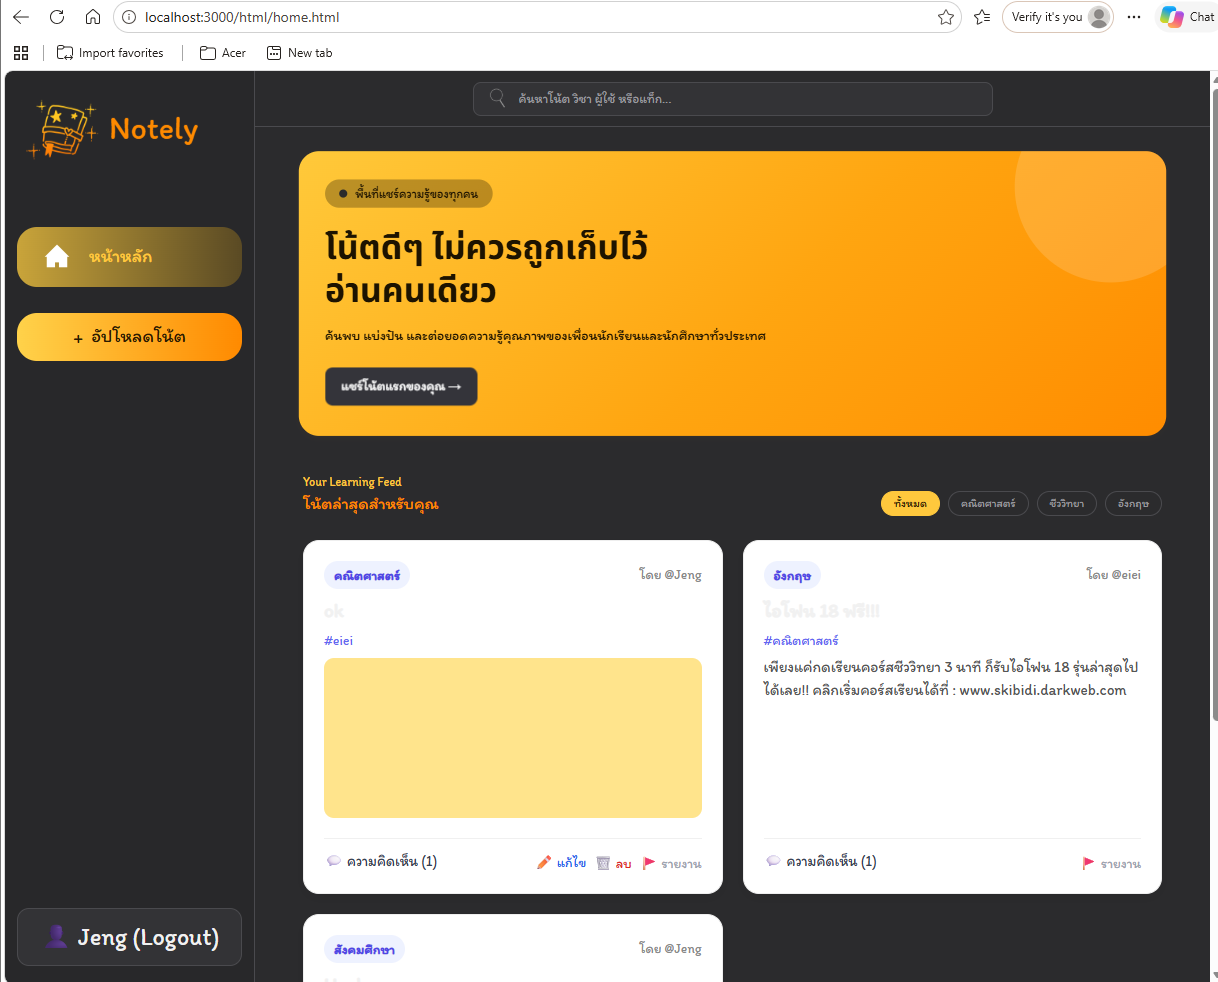 localhost:3000/html/home.html
Verify it's you
Chat
Import favorites
Acer
New tab
Notely
ค้นหาโน้ต วิชา ผู้ใช้ หรือแท็ก...
หน้าหลัก
+ อัปโหลดโน้ต
พื้นที่แชร์ความรู้ของทุกคน
โน้ตดีๆ ไม่ควรถูกเก็บไว้
อ่านคนเดียว
ค้นพบ แบ่งปัน และต่อยอดความรู้คุณภาพของเพื่อนนักเรียนและนักศึกษาทั่วประเทศ
แชร์โน้ตแรกของคุณ →
Your Learning Feed
โน้ตล่าสุดสำหรับคุณ
ทั้งหมด
คณิตศาสตร์
ชีววิทยา
อังกฤษ
คณิตศาสตร์
โดย @Jeng
ok
#eiei
ความคิดเห็น (1)
แก้ไข
ลบ
รายงาน
อังกฤษ
โดย @eiei
ไอโฟน 18 ฟรี!!!
#คณิตศาสตร์
เพียงแค่กดเรียนคอร์สชีววิทยา 3 นาที ก็รับไอโฟน 18 รุ่นล่าสุดไป
ได้เลย!! คลิกเริ่มคอร์สเรียนได้ที่ : www.skibidi.darkweb.com
ความคิดเห็น (1)
รายงาน
สังคมศึกษา
โดย @Jeng
Jeng (Logout)